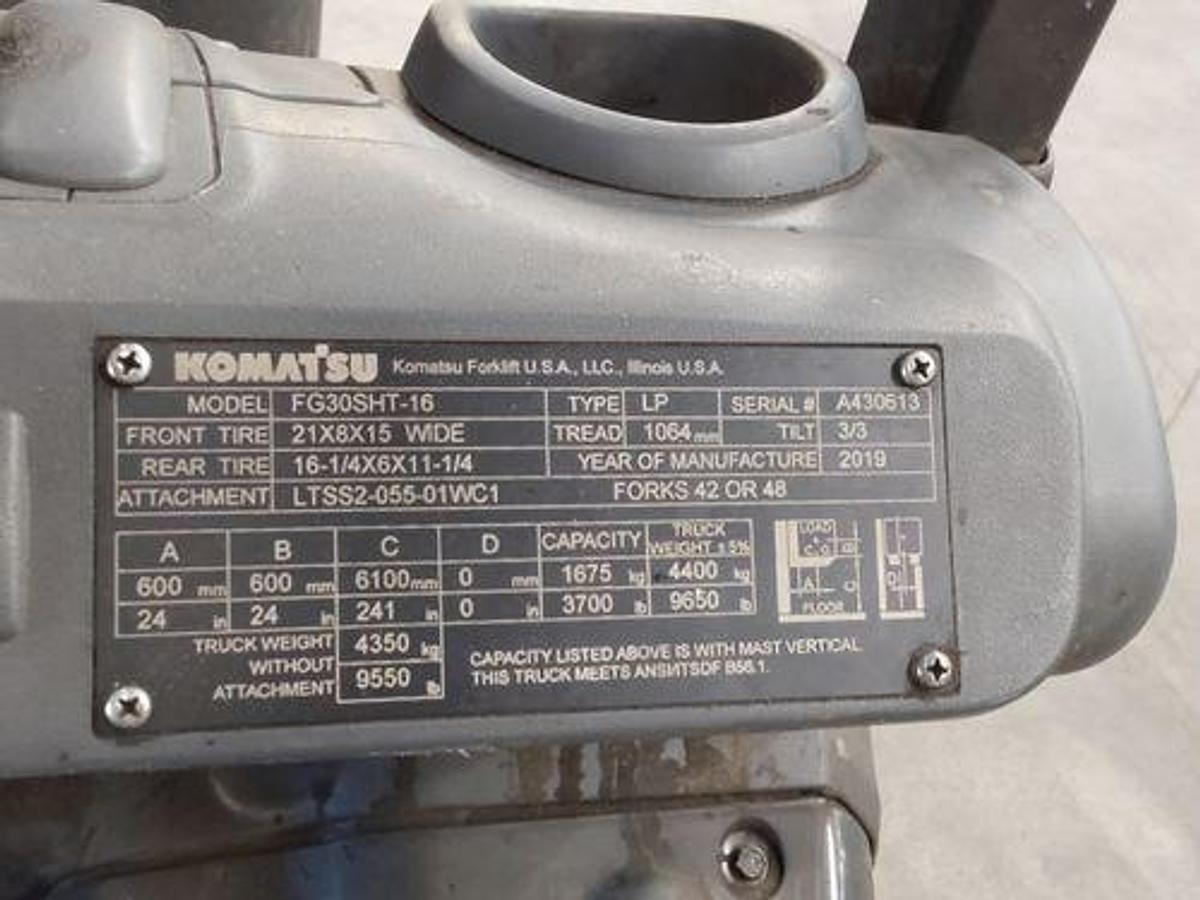 KOMATSU Komatsu Forklift U.S.A., LLC., Illinois U.S.A.
MODEL FG30SHT-16 TYPE LP SERIAL # A430613
FRONT TIRE 21X8X15 WIDE TREAD 1064 mm TILT 3/3
REAR TIRE 16-1/4X6X11-1/4 YEAR OF MANUFACTURE 2019
ATTACHMENT LTSS2-055-01WC1 FORKS 42 OR 48
A B C D CAPACITY TRUCK WEIGHT ± 5%
600 mm 600 mm 6100 mm 0 mm 1675 kg 4400 kg
24 in 24 in 241 in 0 in 3700 lb 9650 lb
TRUCK WEIGHT WITHOUT ATTACHMENT
4350 kg
9550 lb
LOAD
C.G B
A C
FLOOR
D
CAPACITY LISTED ABOVE IS WITH MAST VERTICAL.
THIS TRUCK MEETS ANSI/ITSDF B56.1.